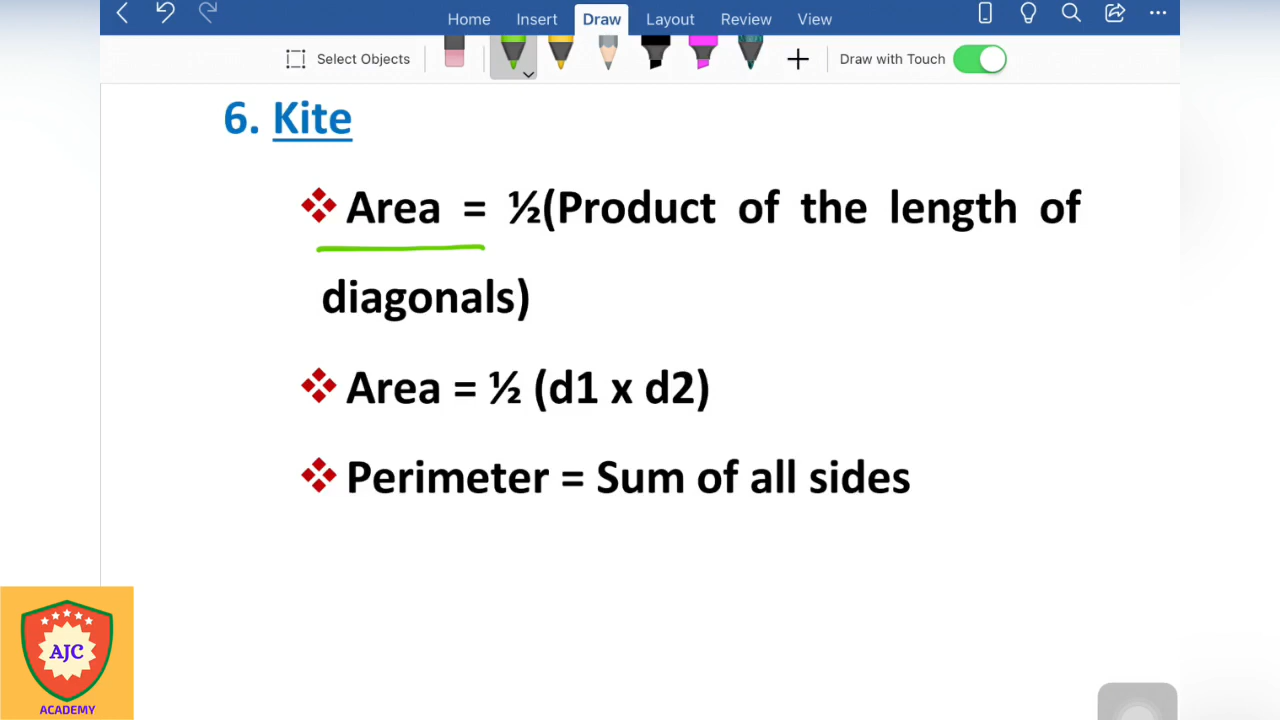 Home Insert Draw Layout Review View
Select Objects Draw with Touch
6. Kite
❖ Area = ½(Product of the length of
diagonals)
❖ Area = ½ (d1 x d2)
❖ Perimeter = Sum of all sides
AJC
ACADEMY